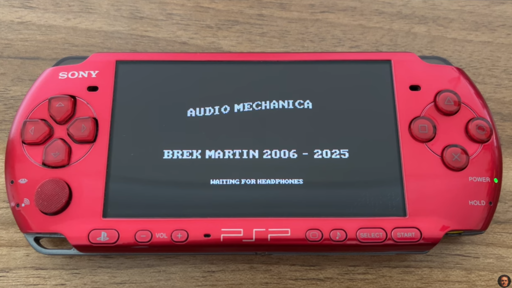 SONY
AUDIO MECHANICA
BREK MARTIN 2006 - 2025
WAITING FOR HEADPHONES
POWER
HOLD
VOL
PSP
SELECT
START